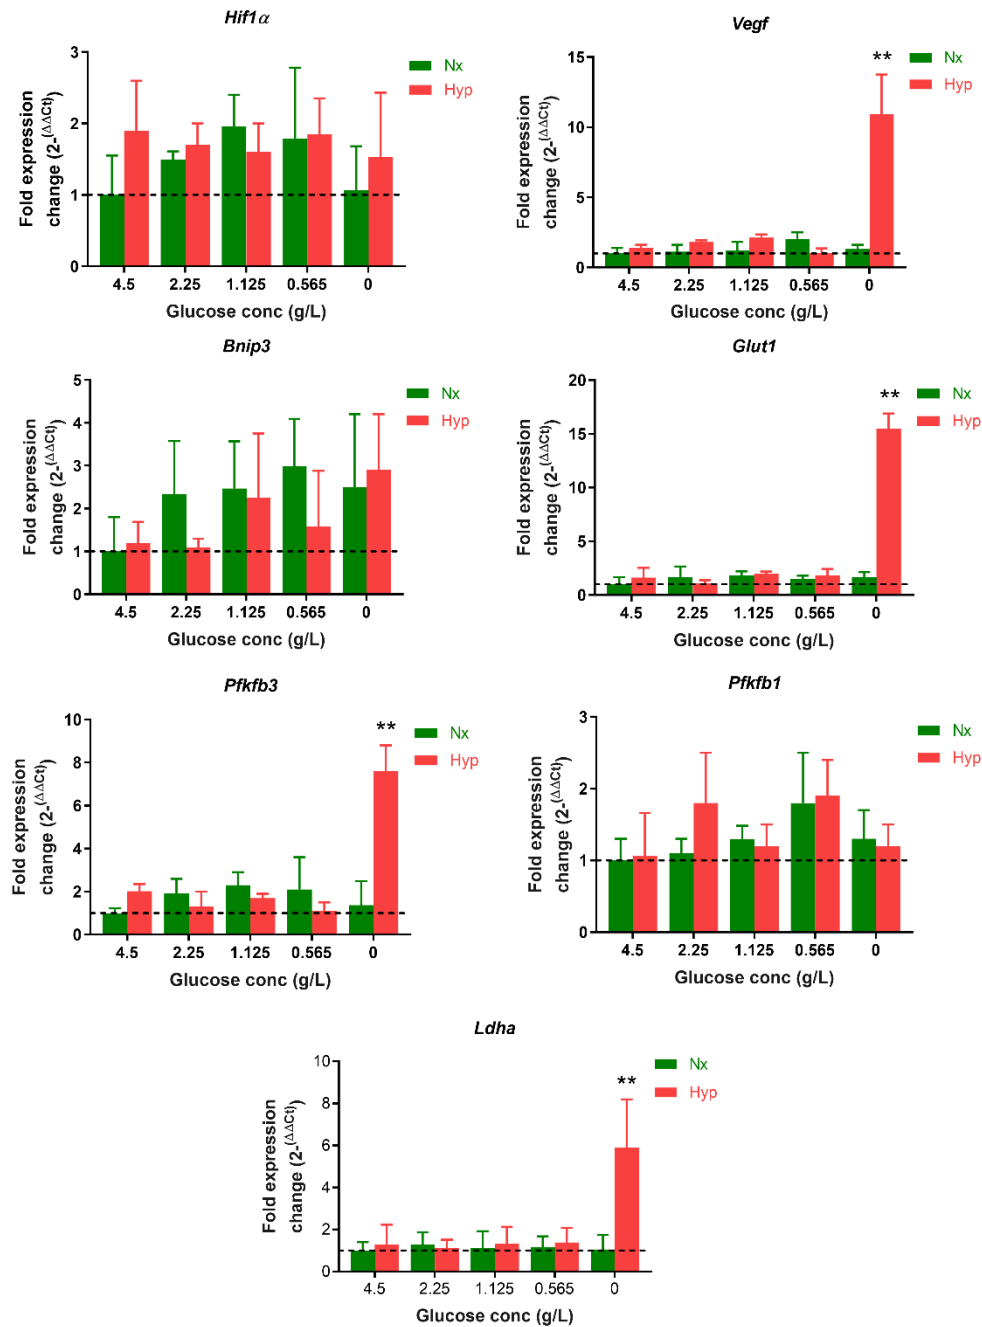 Hif1α
Fold expression
change (2-(ΔΔCt))
3
2
1
0
Nx
Hyp
4.5 2.25 1.125 0.565 0
Glucose conc (g/L)
Vegf
Fold expression
change (2-(ΔΔCt))
15
10
5
0
**
Nx
Hyp
4.5 2.25 1.125 0.565 0
Glucose conc (g/L)
Bnip3
Fold expression
change (2-(ΔΔCt))
5
4
3
2
1
0
Nx
Hyp
4.5 2.25 1.125 0.565 0
Glucose conc (g/L)
Glut1
Fold expression
change (2-(ΔΔCt))
20
15
10
5
0
**
Nx
Hyp
4.5 2.25 1.125 0.565 0
Glucose conc (g/L)
Pfkfb3
Fold expression
change (2-(ΔΔCt))
10
8
6
4
2
0
**
Nx
Hyp
4.5 2.25 1.125 0.565 0
Glucose conc (g/L)
Pfkfb1
Fold expression
change (2-(ΔΔCt))
3
2
1
0
Nx
Hyp
4.5 2.25 1.125 0.565 0
Glucose conc (g/L)
Ldha
Fold expression
change (2-(ΔΔCt))
10
8
6
4
2
0
**
Nx
Hyp
4.5 2.25 1.125 0.565 0
Glucose conc (g/L)